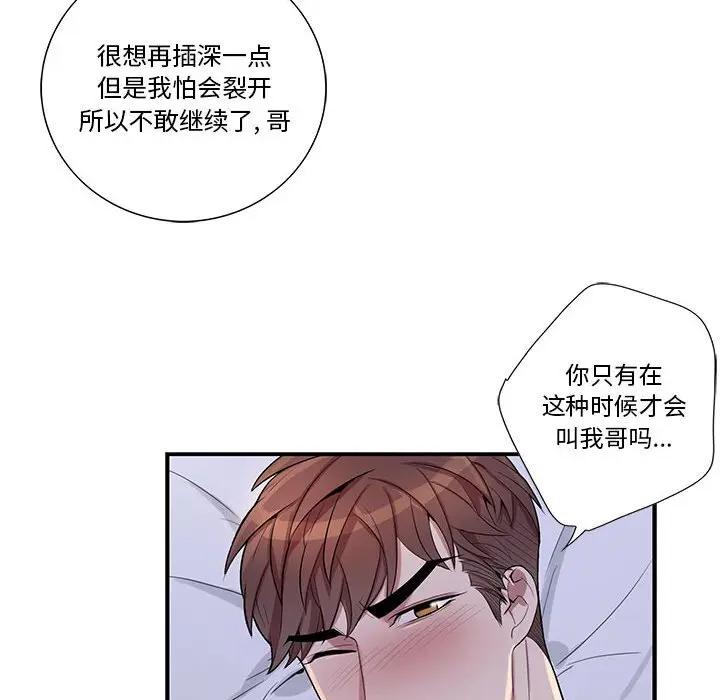 很想再插深一点
但是我怕会裂开
所以不敢继续了，哥
你只有在
这种时候才会
叫我哥吗...